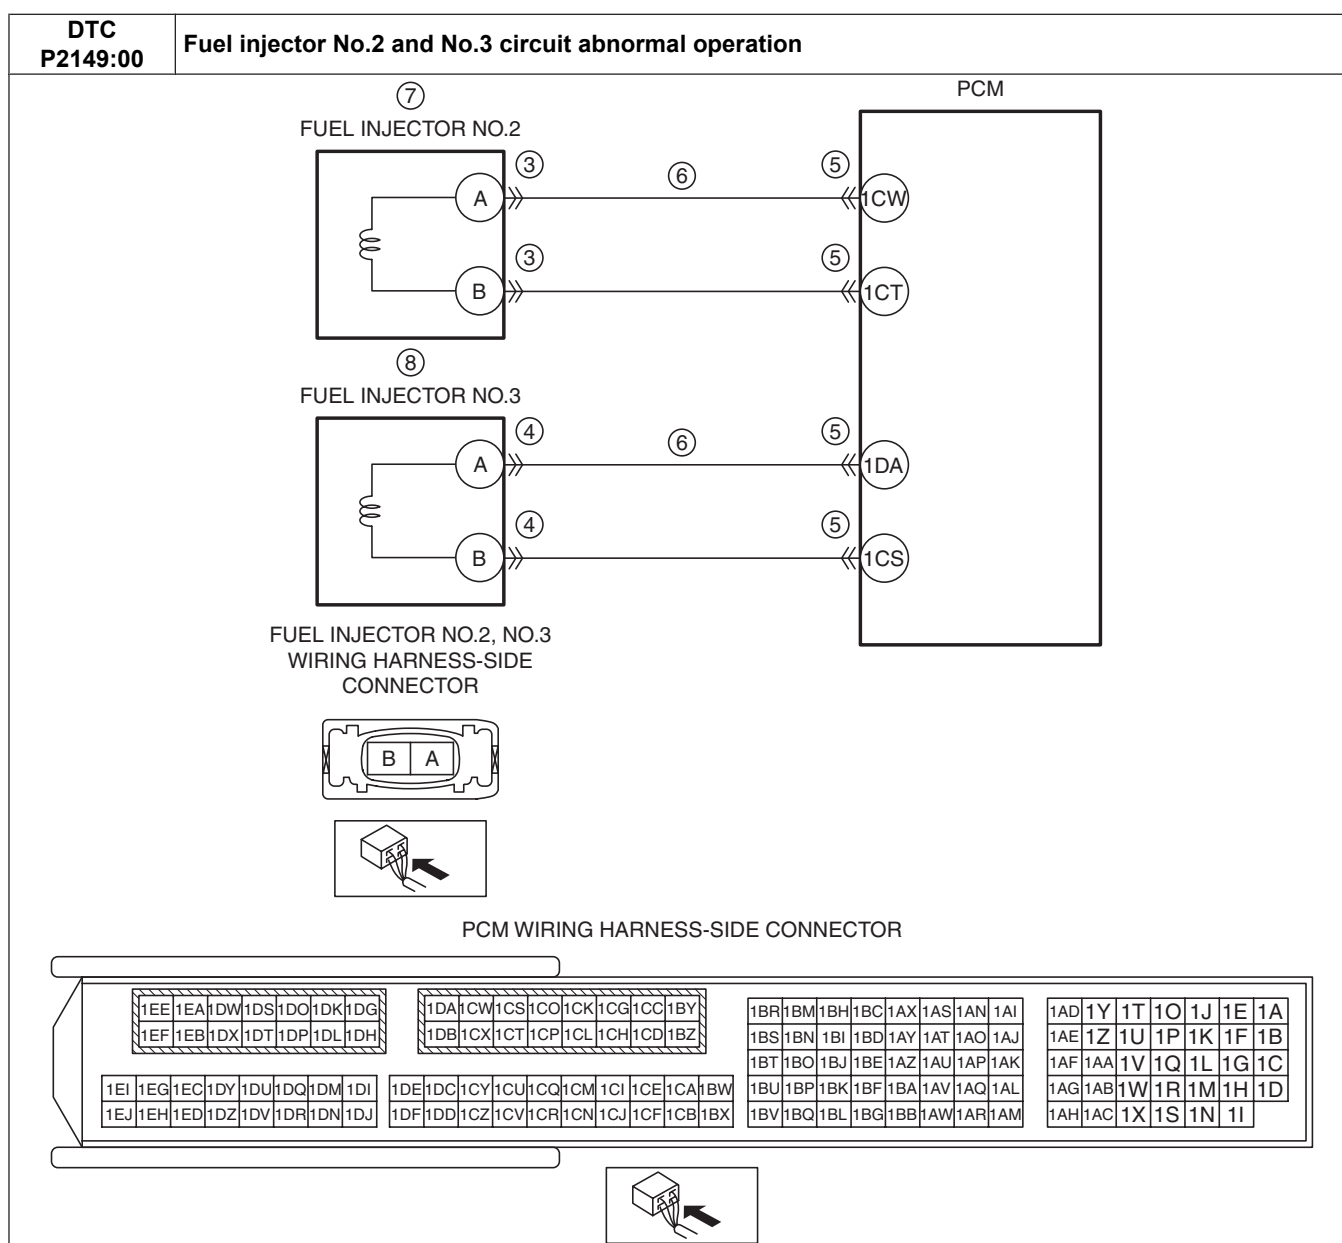 DTC P2149:00 Fuel injector No.2 and No.3 circuit abnormal operation
PCM
7
FUEL INJECTOR NO.2
A 3 6 5 1CW
B 3 5 1CT
8
FUEL INJECTOR NO.3
A 4 6 5 1DA
B 4 5 1CS
FUEL INJECTOR NO.2, NO.3
WIRING HARNESS-SIDE
CONNECTOR
B A
PCM WIRING HARNESS-SIDE CONNECTOR
1EE 1EA 1DW 1DS 1DO 1DK 1DG
1EF 1EB 1DX 1DT 1DP 1DL 1DH
1EI 1EG 1EC 1DY 1DU 1DQ 1DM 1DI
1EJ 1EH 1ED 1DZ 1DV 1DR 1DN 1DJ
1DA 1CW 1CS 1CO 1CK 1CG 1CC 1BY
1DB 1CX 1CT 1CP 1CL 1CH 1CD 1BZ
1DE 1DC 1CY 1CU 1CQ 1CM 1CI 1CE 1CA 1BW
1DF 1DD 1CZ 1CV 1CR 1CN 1CJ 1CF 1CB 1BX
1BR 1BM 1BH 1BC 1AX 1AS 1AN 1AI
1BS 1BN 1BI 1BD 1AY 1AT 1AO 1AJ
1BT 1BO 1BJ 1BE 1AZ 1AU 1AP 1AK
1BU 1BP 1BK 1BF 1BA 1AV 1AQ 1AL
1BV 1BQ 1BL 1BG 1BB 1AW 1AR 1AM
1AD 1Y 1T 1O 1J 1E 1A
1AE 1Z 1U 1P 1K 1F 1B
1AF 1AA 1V 1Q 1L 1G 1C
1AG 1AB 1W 1R 1M 1H 1D
1AH 1AC 1X 1S 1N 1I